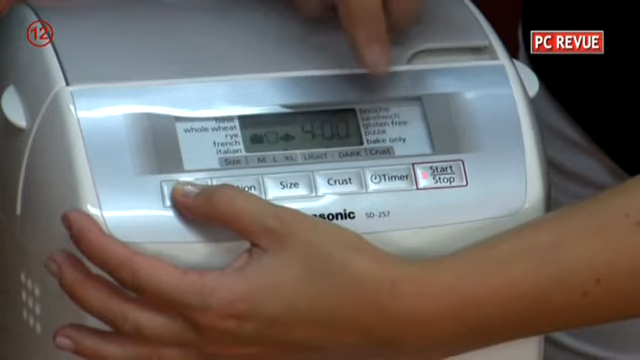 12
PC REVUE
basic
whole wheat
rye
french
italian
4:00
brioche
sandwich
gluten free
pizza
bake only
Size M L XL LIGHT - DARK Crust
Size
Crust
Timer
Start
Stop
SD-257